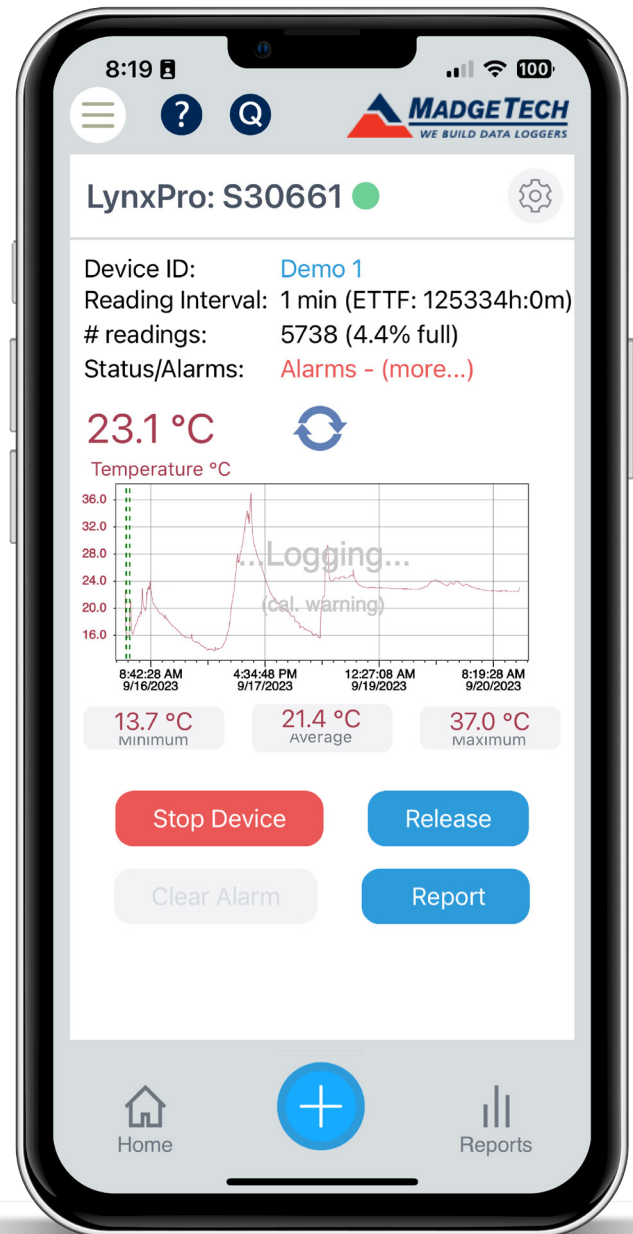 8:19
100
?
Q
MADGETECH
WE BUILD DATA LOGGERS
LynxPro: S30661
Device ID: Demo 1
Reading Interval: 1 min (ETTF: 125334h:0m)
# readings: 5738 (4.4% full)
Status/Alarms: Alarms - (more...)
23.1 °C
Temperature °C
36.0
32.0
28.0
24.0
20.0
16.0
...Logging...
(cal. warning)
8:42:28 AM 4:34:48 PM 12:27:08 AM 8:19:28 AM
9/16/2023 9/17/2023 9/19/2023 9/20/2023
13.7 °C 21.4 °C 37.0 °C
Minimum Average Maximum
Stop Device Release
Clear Alarm Report
Home Reports